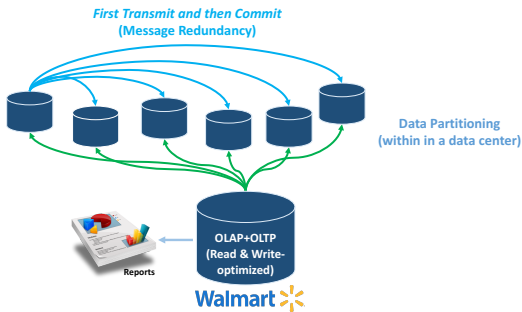 First Transmit and then Commit
(Message Redundancy)
Data Partitioning
(within in a data center)
OLAP+OLTP
(Read & Write-
optimized)
Reports
Walmart